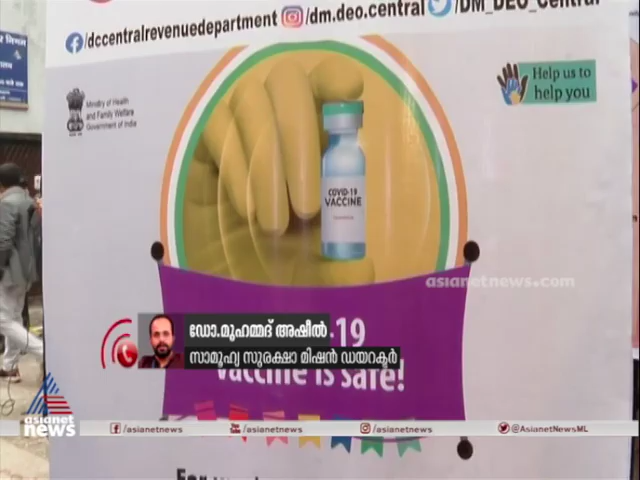 /dccentralrevenuedepartment /dm.deo.central /DM_DEO_Central
Ministry of Health
and Family Welfare
Government of India
Help us to
help you
COVID-19
VACCINE
asianetnews.com
ഡോ.മുഹമ്മദ് അഷീൽ
-19
സാമൂഹ്യ സുരക്ഷാ മിഷൻ ഡയറക്ടർ
vaccine is safe!
asianet
news
/asianetnews /asianetnews /asianetnews /asianetnews @AsianetNewsML